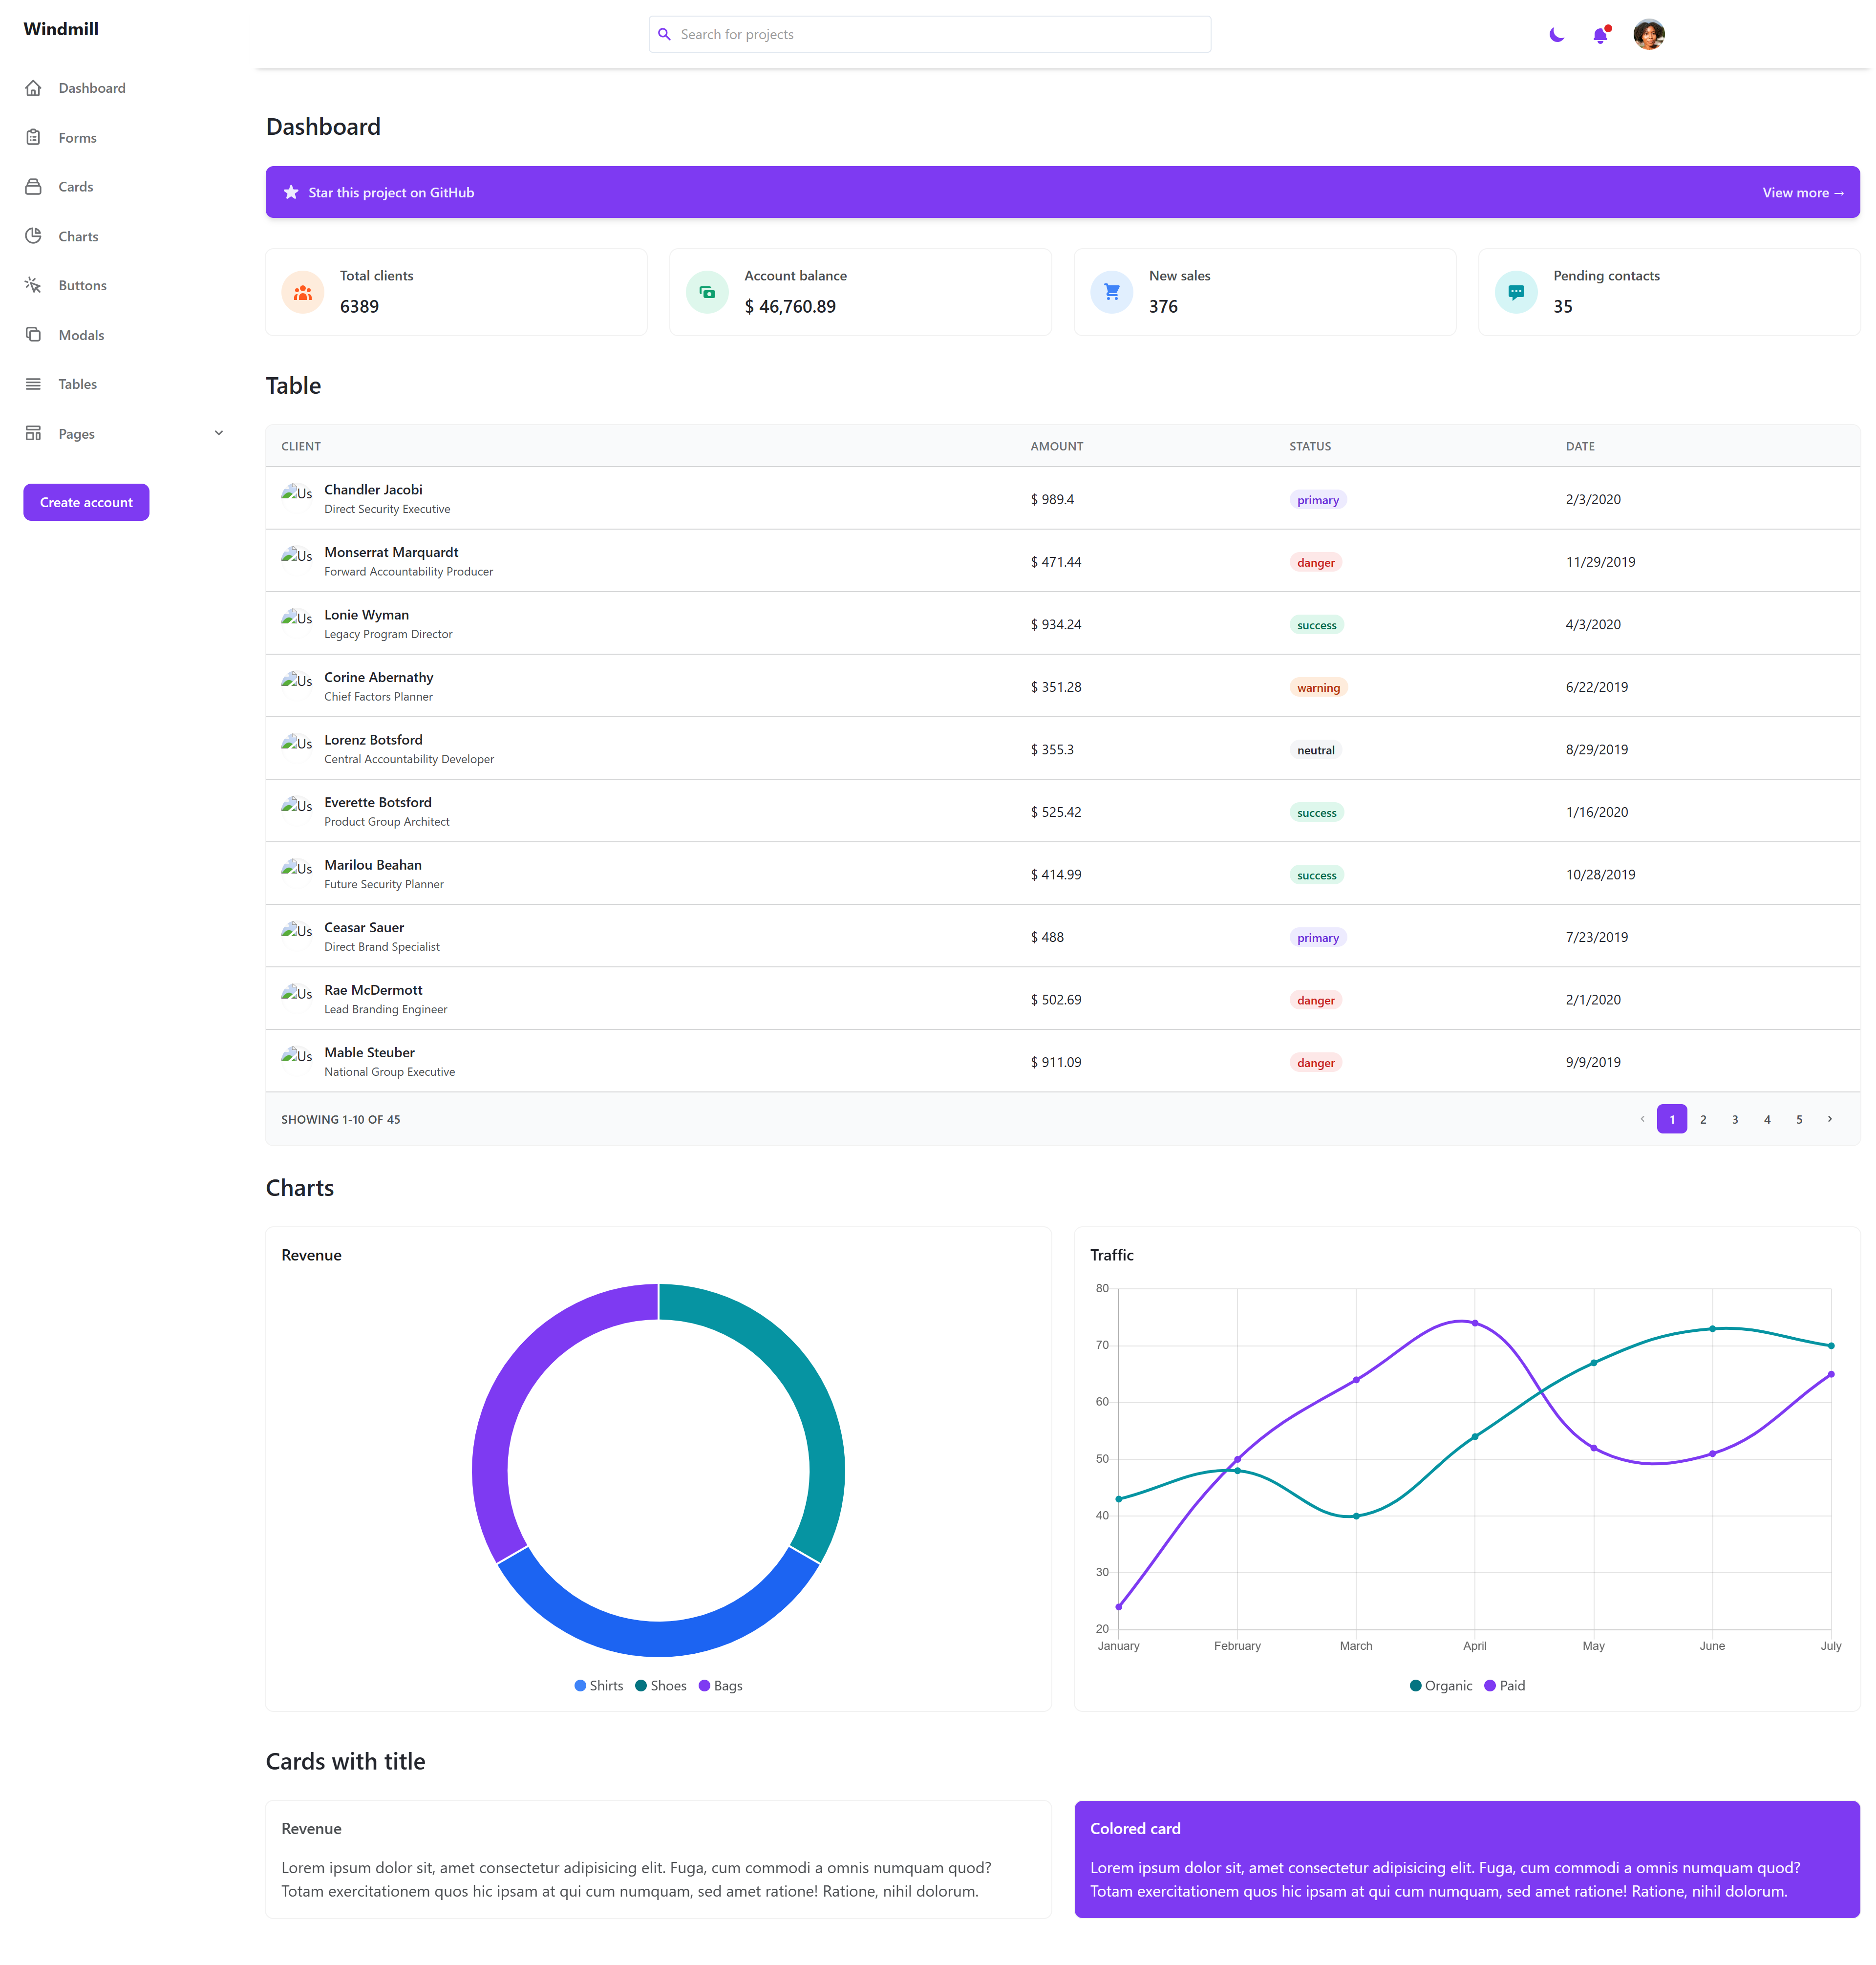 Windmill
Search for projects
Dashboard
Forms
Cards
Charts
Buttons
Modals
Tables
Pages
Create account
Dashboard
Star this project on GitHub
View more →
Total clients
6389
Account balance
$ 46,760.89
New sales
376
Pending contacts
35
Table
CLIENT AMOUNT STATUS DATE
Us Chandler Jacobi
Direct Security Executive
$ 989.4 primary 2/3/2020
Us Monserrat Marquardt
Forward Accountability Producer
$ 471.44 danger 11/29/2019
Us Lonie Wyman
Legacy Program Director
$ 934.24 success 4/3/2020
Us Corine Abernathy
Chief Factors Planner
$ 351.28 warning 6/22/2019
Us Lorenz Botsford
Central Accountability Developer
$ 355.3 neutral 8/29/2019
Us Everette Botsford
Product Group Architect
$ 525.42 success 1/16/2020
Us Marilou Beahan
Future Security Planner
$ 414.99 success 10/28/2019
Us Ceasar Sauer
Direct Brand Specialist
$ 488 primary 7/23/2019
Us Rae McDermott
Lead Branding Engineer
$ 502.69 danger 2/1/2020
Us Mable Steuber
National Group Executive
$ 911.09 danger 9/9/2019
SHOWING 1-10 OF 45
1 2 3 4 5
Charts
Revenue
Shirts Shoes Bags
Traffic
80
70
60
50
40
30
20
January February March April May June July
Organic Paid
Cards with title
Revenue
Lorem ipsum dolor sit, amet consectetur adipisicing elit. Fuga, cum commodi a omnis numquam quod?
Totam exercitationem quos hic ipsam at qui cum numquam, sed amet ratione! Ratione, nihil dolorum.
Colored card
Lorem ipsum dolor sit, amet consectetur adipisicing elit. Fuga, cum commodi a omnis numquam quod?
Totam exercitationem quos hic ipsam at qui cum numquam, sed amet ratione! Ratione, nihil dolorum.